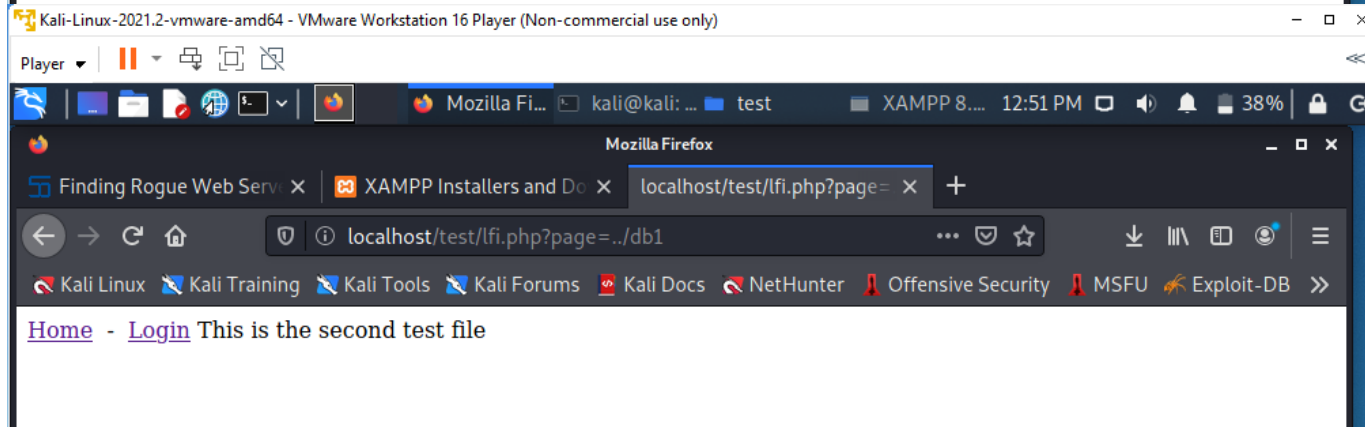 Kali-Linux-2021.2-vmware-amd64 - VMware Workstation 16 Player (Non-commercial use only)
Player
Mozilla Fi... kali@kali: ... test XAMPP 8.... 12:51 PM 38% G
Mozilla Firefox
Finding Rogue Web Serve XAMPP Installers and Do localhost/test/lfi.php?page=
localhost/test/lfi.php?page=../db1
Kali Linux Kali Training Kali Tools Kali Forums Kali Docs NetHunter Offensive Security MSFU Exploit-DB
Home - Login This is the second test file